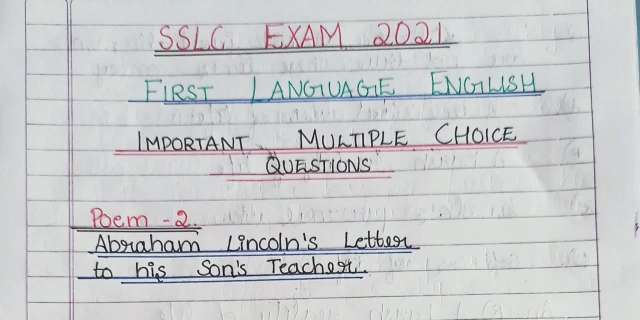 SSLC EXAM 2021
FIRST LANGUAGE ENGLISH
IMPORTANT MULTIPLE CHOICE
QUESTIONS
Poem - 2.
Abraham Lincoln's Letter
to his Son's Teacher.